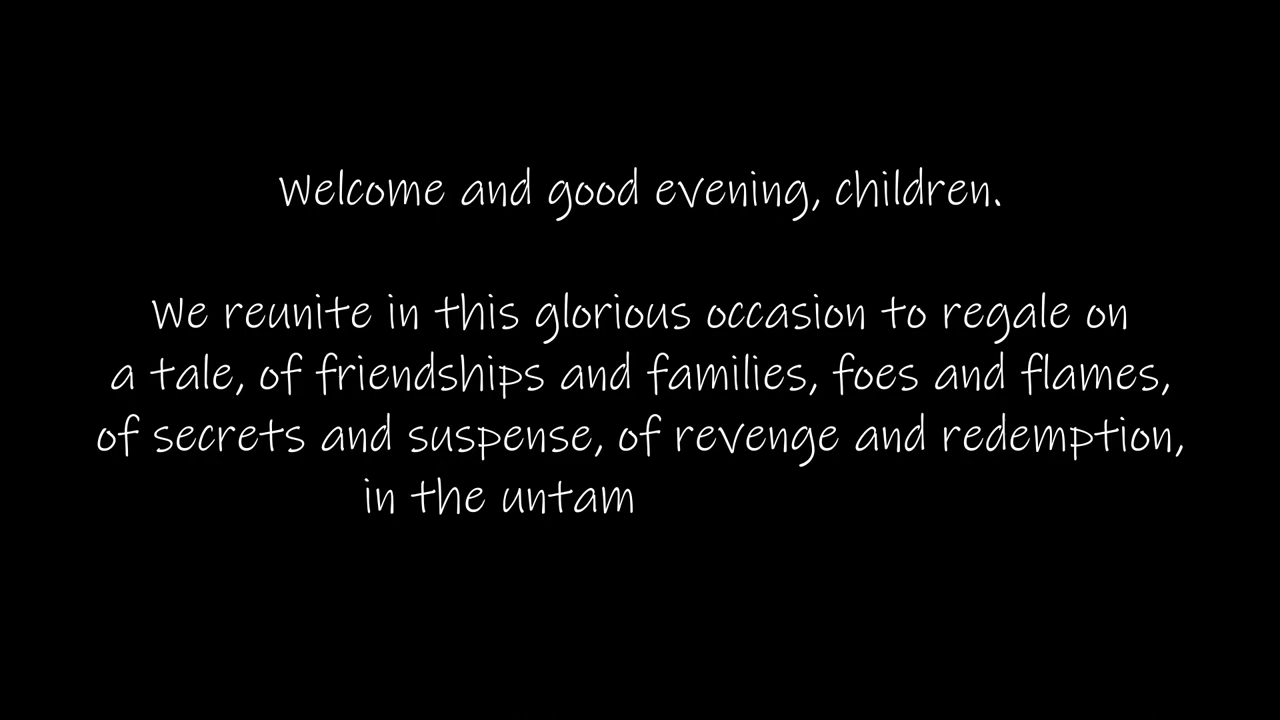 Welcome and good evening, children.
We reunite in this glorious occasion to regale on
a tale, of friendships and families, foes and flames,
of secrets and suspense, of revenge and redemption,
in the untam